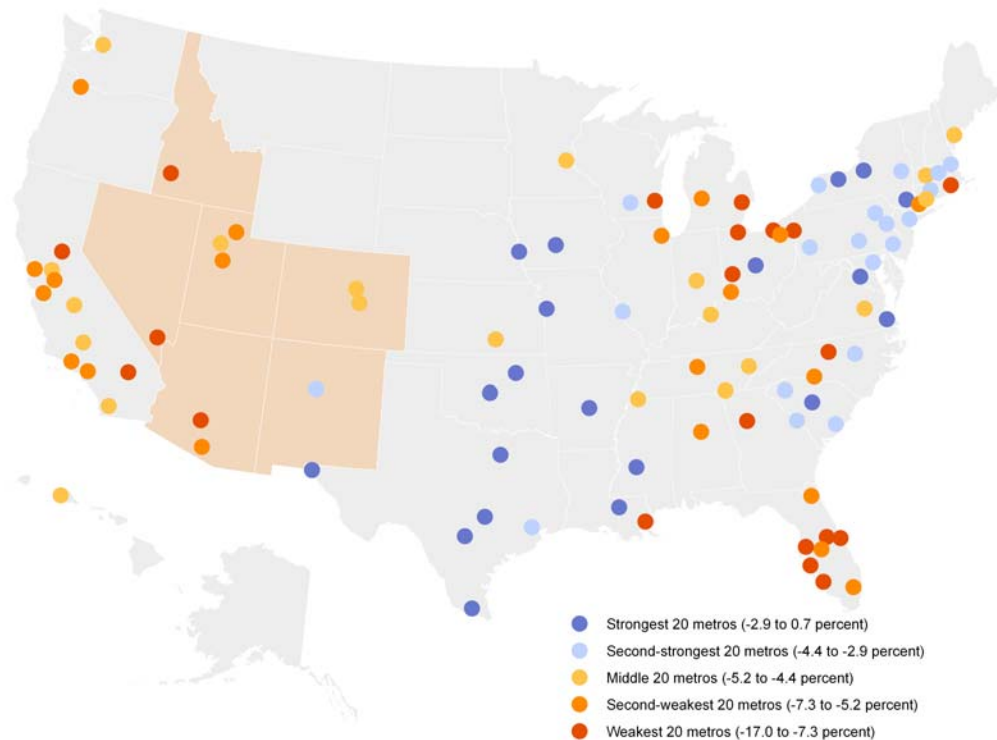 Strongest 20 metros (-2.9 to 0.7 percent)
Second-strongest 20 metros (-4.4 to -2.9 percent)
Middle 20 metros (-5.2 to -4.4 percent)
Second-weakest 20 metros (-7.3 to -5.2 percent)
Weakest 20 metros (-17.0 to -7.3 percent)